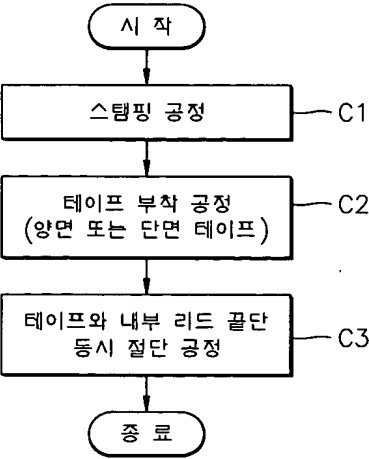 시 작
스탬핑 공정
C1
테이프 부착 공정
(양면 또는 단면 테이프)
C2
테이프와 내부 리드 끝단
동시 절단 공정
C3
종 료